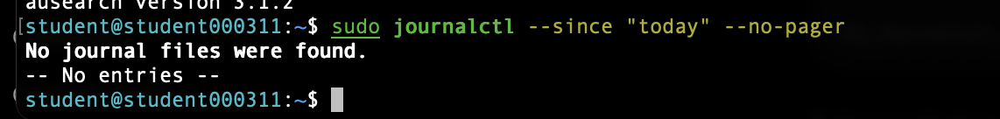 ausearch version 3.1.2
student@student000311:~$ sudo journalctl --since "today" --no-pager
No journal files were found.
-- No entries --
student@student000311:~$